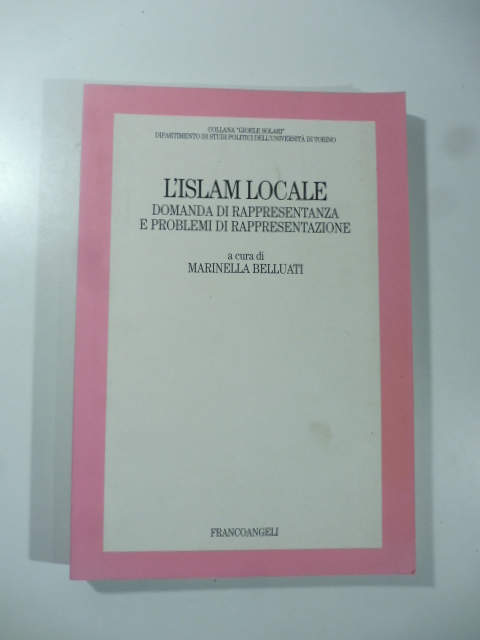 COLLANA "GIOELE SOLARI"
DIPARTIMENTO DI STUDI POLITICI DELL'UNIVERSITÀ DI TORINO
L'ISLAM LOCALE
DOMANDA DI RAPPRESENTANZA
E PROBLEMI DI RAPPRESENTAZIONE
a cura di
MARINELLA BELLUATI
FRANCOANGELI